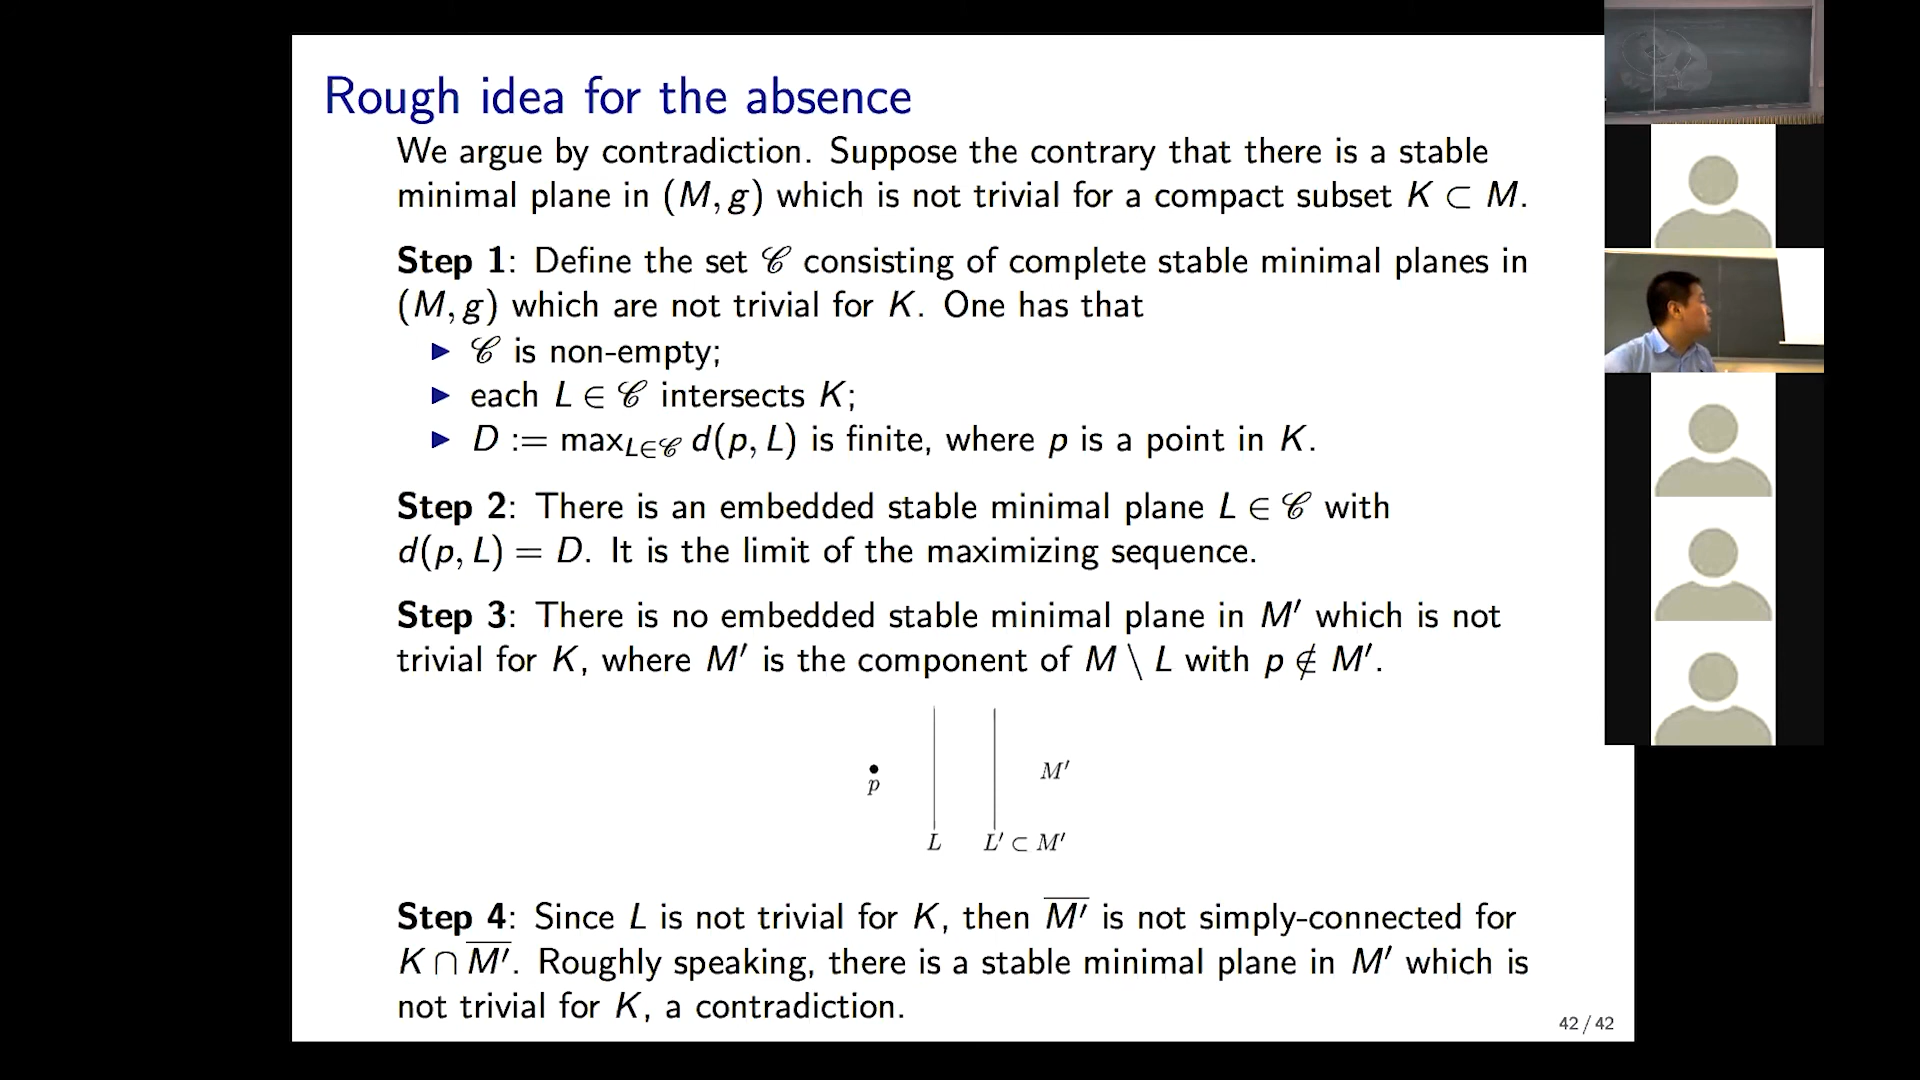 Rough idea for the absence
We argue by contradiction. Suppose the contrary that there is a stable
minimal plane in (M, g) which is not trivial for a compact subset K ⊂ M.
Step 1: Define the set 𝒞 consisting of complete stable minimal planes in
(M, g) which are not trivial for K. One has that
▶ 𝒞 is non-empty;
▶ each L ∈ 𝒞 intersects K;
▶ D := max_{L∈𝒞} d(p, L) is finite, where p is a point in K.
Step 2: There is an embedded stable minimal plane L ∈ 𝒞 with
d(p, L) = D. It is the limit of the maximizing sequence.
Step 3: There is no embedded stable minimal plane in M′ which is not
trivial for K, where M′ is the component of M \ L with p ∉ M′.
p
M′
L
L′ ⊂ M′
Step 4: Since L is not trivial for K, then \overline{M′} is not simply-connected for
K ∩ \overline{M′}. Roughly speaking, there is a stable minimal plane in M′ which is
not trivial for K, a contradiction.
42 / 42